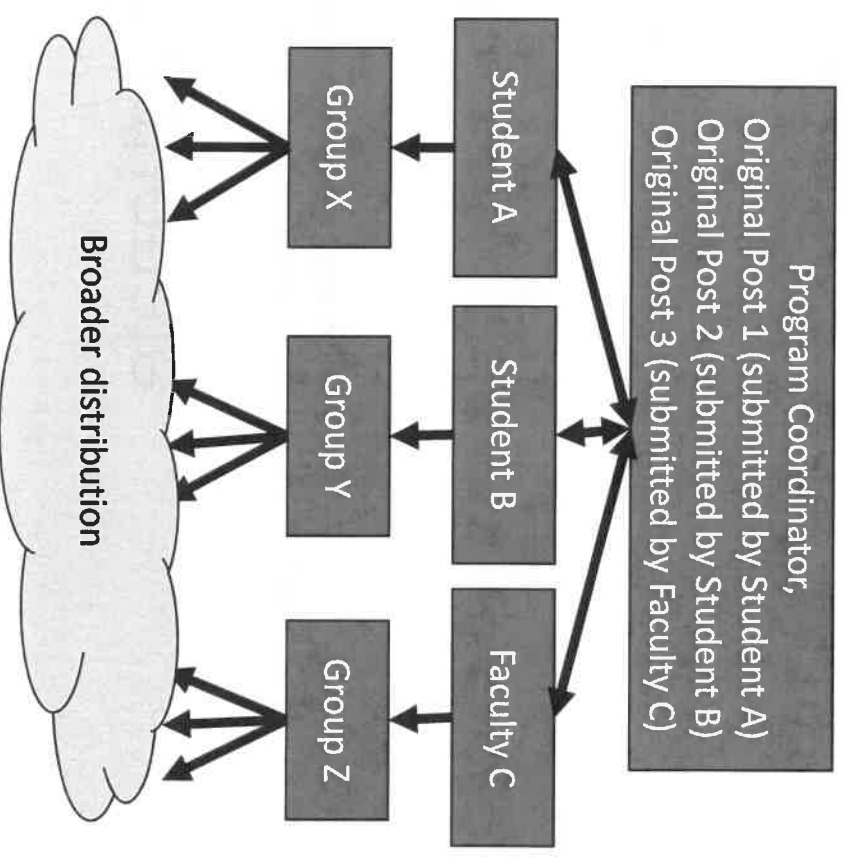 Program Coordinator,
Original Post 1 (submitted by Student A)
Original Post 2 (submitted by Student B)
Original Post 3 (submitted by Faculty C)
Student A
Student B
Faculty C
Group X
Group Y
Group Z
Broader distribution